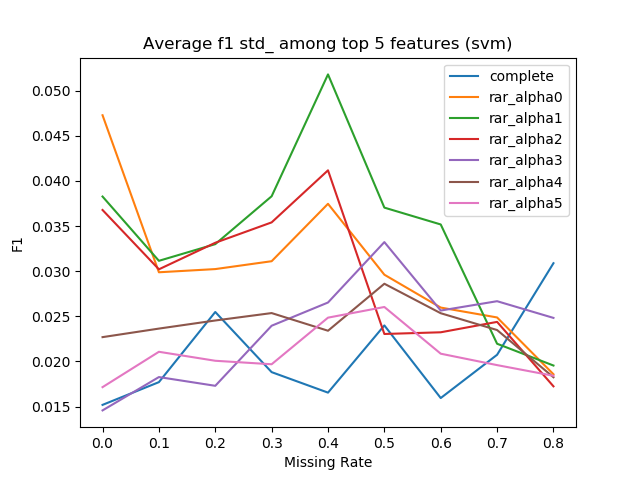 Average f1 std_ among top 5 features (svm)
complete
rar_alpha0
rar_alpha1
rar_alpha2
rar_alpha3
rar_alpha4
rar_alpha5
0.050
0.045
0.040
0.035
0.030
0.025
0.020
0.015
F1
0.0 0.1 0.2 0.3 0.4 0.5 0.6 0.7 0.8
Missing Rate